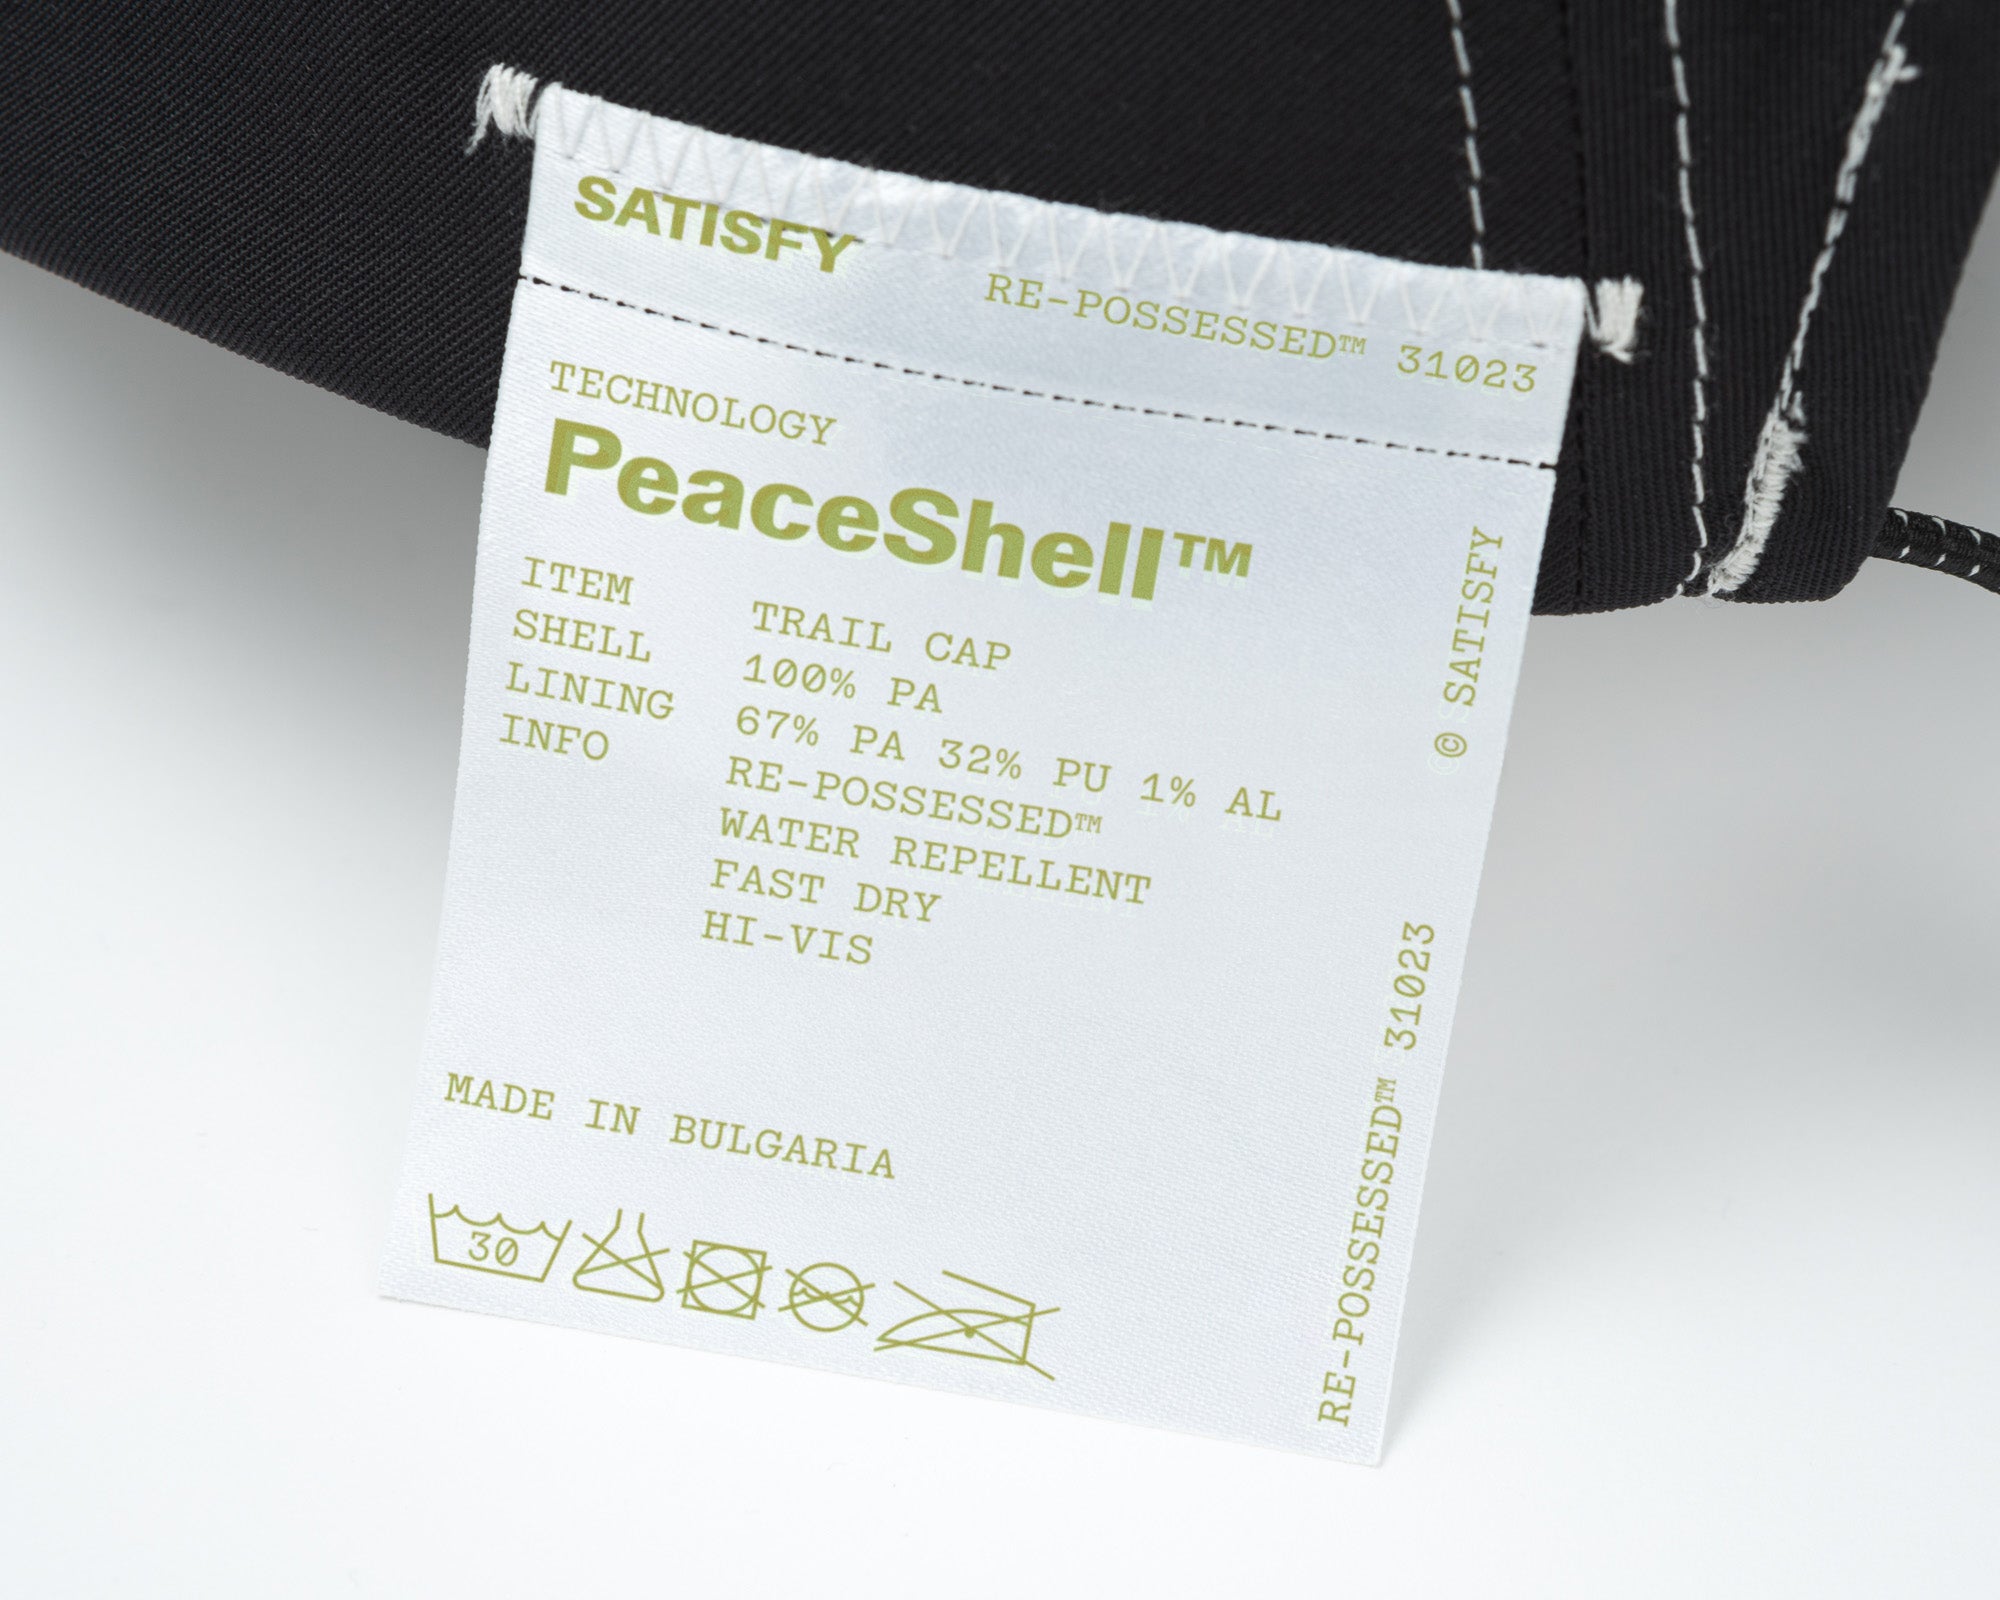 SATISFY
RE-POSSESSED™ 31023
TECHNOLOGY
PeaceShell™
ITEM TRAIL CAP
SHELL 100% PA
LINING 67% PA 32% PU 1% AL
INFO RE-POSSESSED™
WATER REPELLENT
FAST DRY
HI-VIS
MADE IN BULGARIA
30
© SATISFY
RE-POSSESSED™ 31023